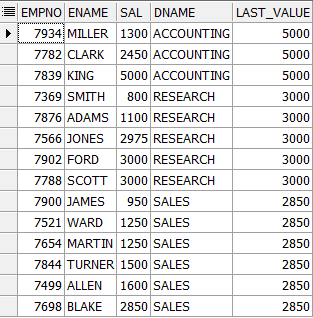 EMPNO ENAME SAL DNAME LAST_VALUE
7934 MILLER 1300 ACCOUNTING 5000
7782 CLARK 2450 ACCOUNTING 5000
7839 KING 5000 ACCOUNTING 5000
7369 SMITH 800 RESEARCH 3000
7876 ADAMS 1100 RESEARCH 3000
7566 JONES 2975 RESEARCH 3000
7902 FORD 3000 RESEARCH 3000
7788 SCOTT 3000 RESEARCH 3000
7900 JAMES 950 SALES 2850
7521 WARD 1250 SALES 2850
7654 MARTIN 1250 SALES 2850
7844 TURNER 1500 SALES 2850
7499 ALLEN 1600 SALES 2850
7698 BLAKE 2850 SALES 2850